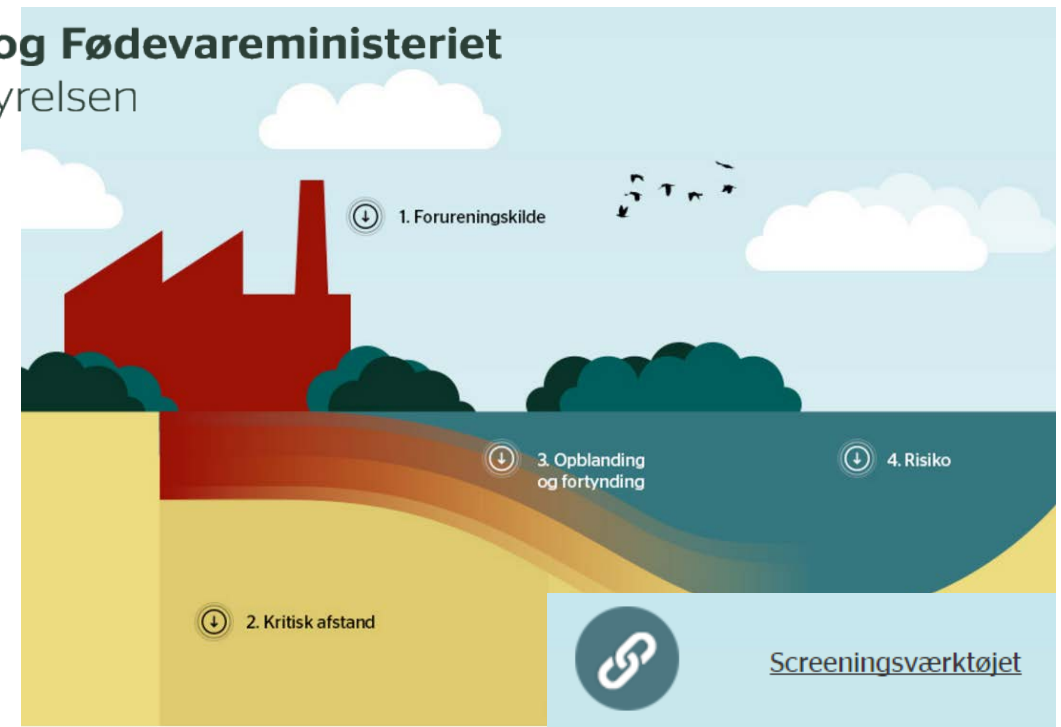 og Fødevareministeriet
yrelsen
1. Forureningskilde
3. Opblanding
og fortynding
4. Risiko
2. Kritisk afstand
Screeningsværktøjet